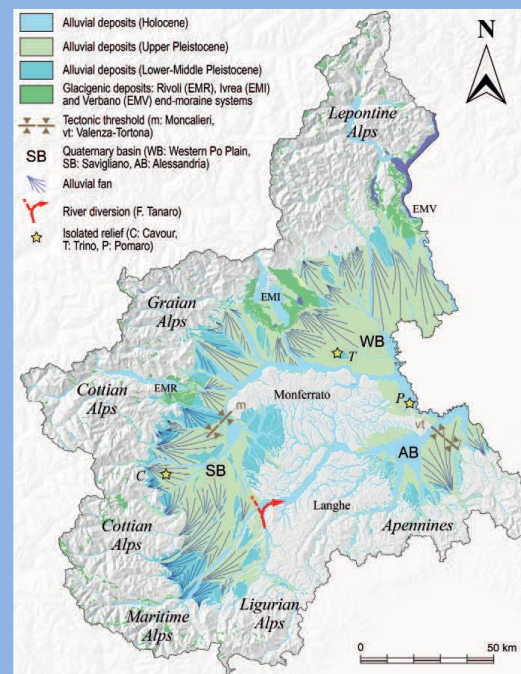 Alluvial deposits (Holocene)
Alluvial deposits (Upper Pleistocene)
Alluvial deposits (Lower-Middle Pleistocene)
Glacigenic deposits: Rivoli (EMR), Ivrea (EMI)
and Verbano (EMV) end-moraine systems
Tectonic threshold (m: Moncalieri,
vt: Valenza-Tortona)
SB Quaternary basin (WB: Western Po Plain,
SB: Savigliano, AB: Alessandria)
Alluvial fan
River diversion (F. Tanaro)
Isolated relief (C: Cavour,
T: Trino, P: Pomaro)
N
Lepontine
Alps
EMV
EMI
Graian
Alps
WB
T
Cottian
Alps
EMR
Monferrato
P
m
vt
C
SB
AB
Langhe
Cottian
Alps
Apennines
Maritime
Alps
Ligurian
Alps
0 50 km